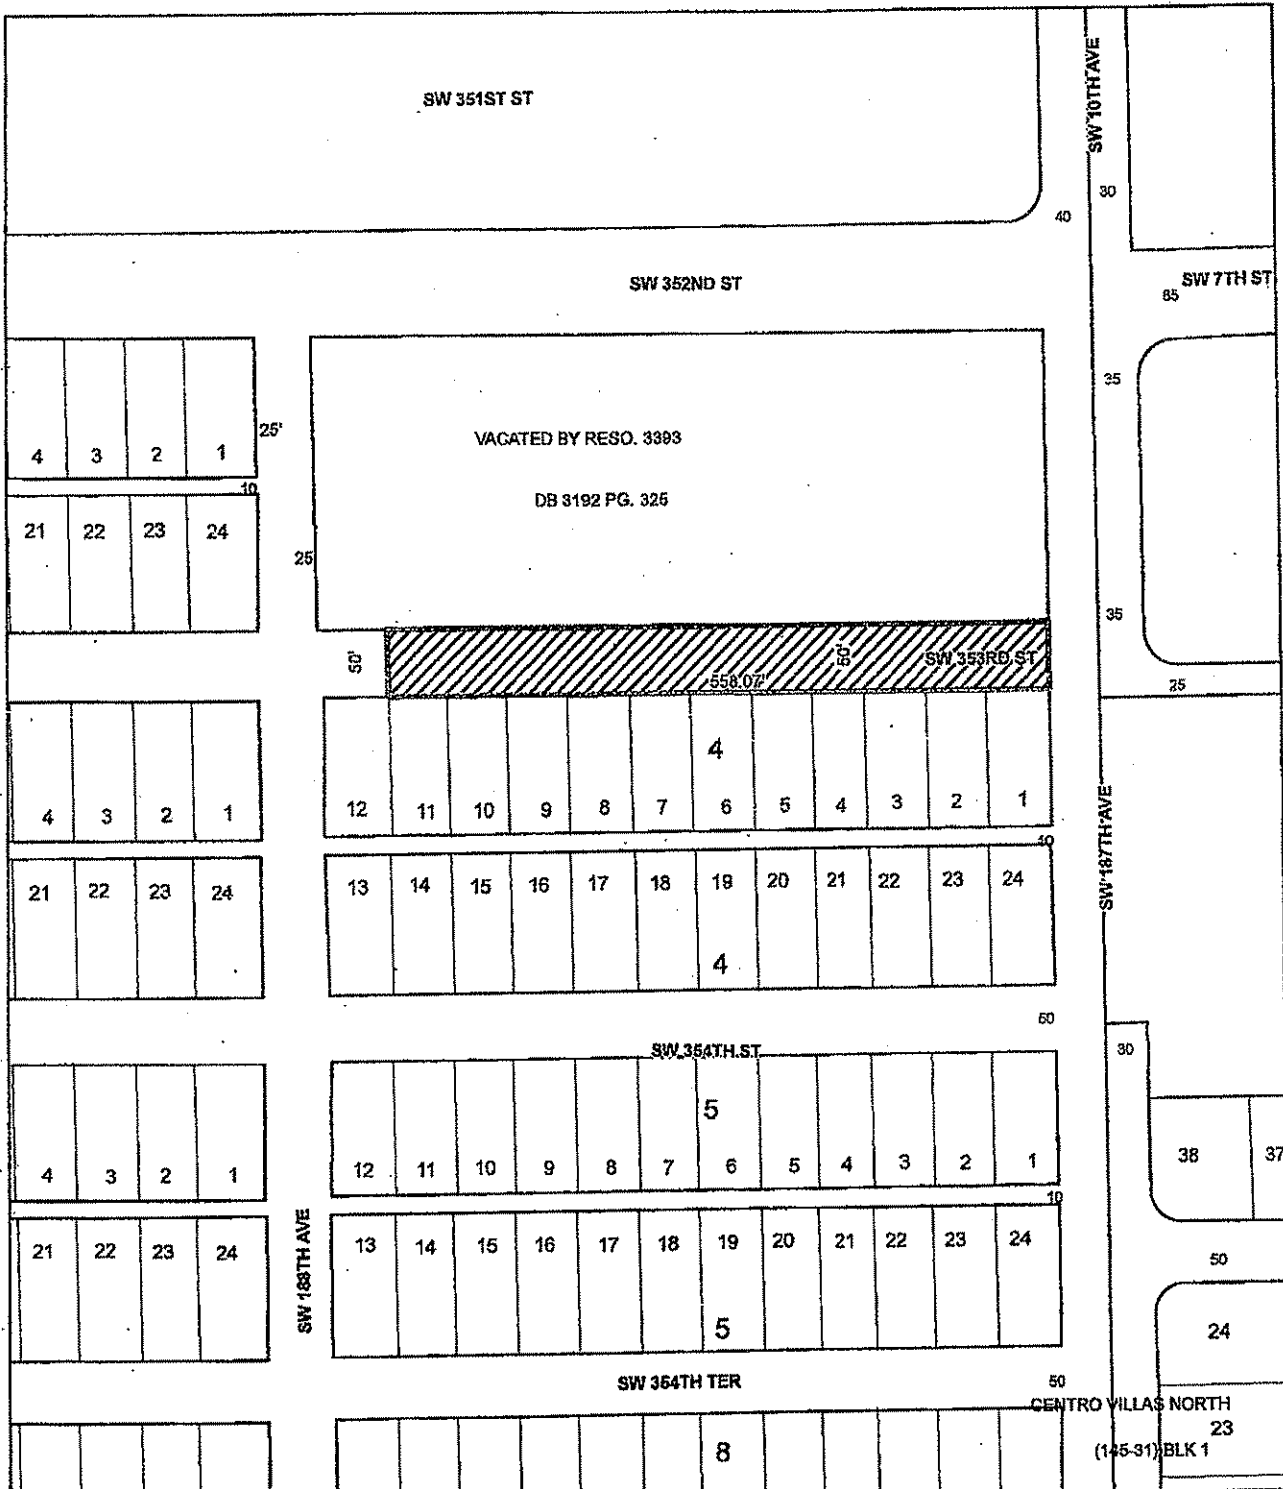 SW 351ST ST
SW 10TH AVE
30
40
SW 352ND ST
SW 7TH ST
65
35
4 3 2 1
25'
VACATED BY RESO. 3393
10
DB 3192 PG. 325
21 22 23 24
25
35
50'
50'
SW 353RD ST
558.07'
25
4
4 3 2 1
12 11 10 9 8 7 6 5 4 3 2 1
SW 187TH AVE
10
21 22 23 24
13 14 15 16 17 18 19 20 21 22 23 24
4
50
SW 354TH ST
30
5
4 3 2 1
12 11 10 9 8 7 6 5 4 3 2 1
38 37
10
SW 188TH AVE
21 22 23 24
13 14 15 16 17 18 19 20 21 22 23 24
50
5
24
SW 354TH TER
50
CENTRO VILLAS NORTH
23
(145-31) BLK 1
8